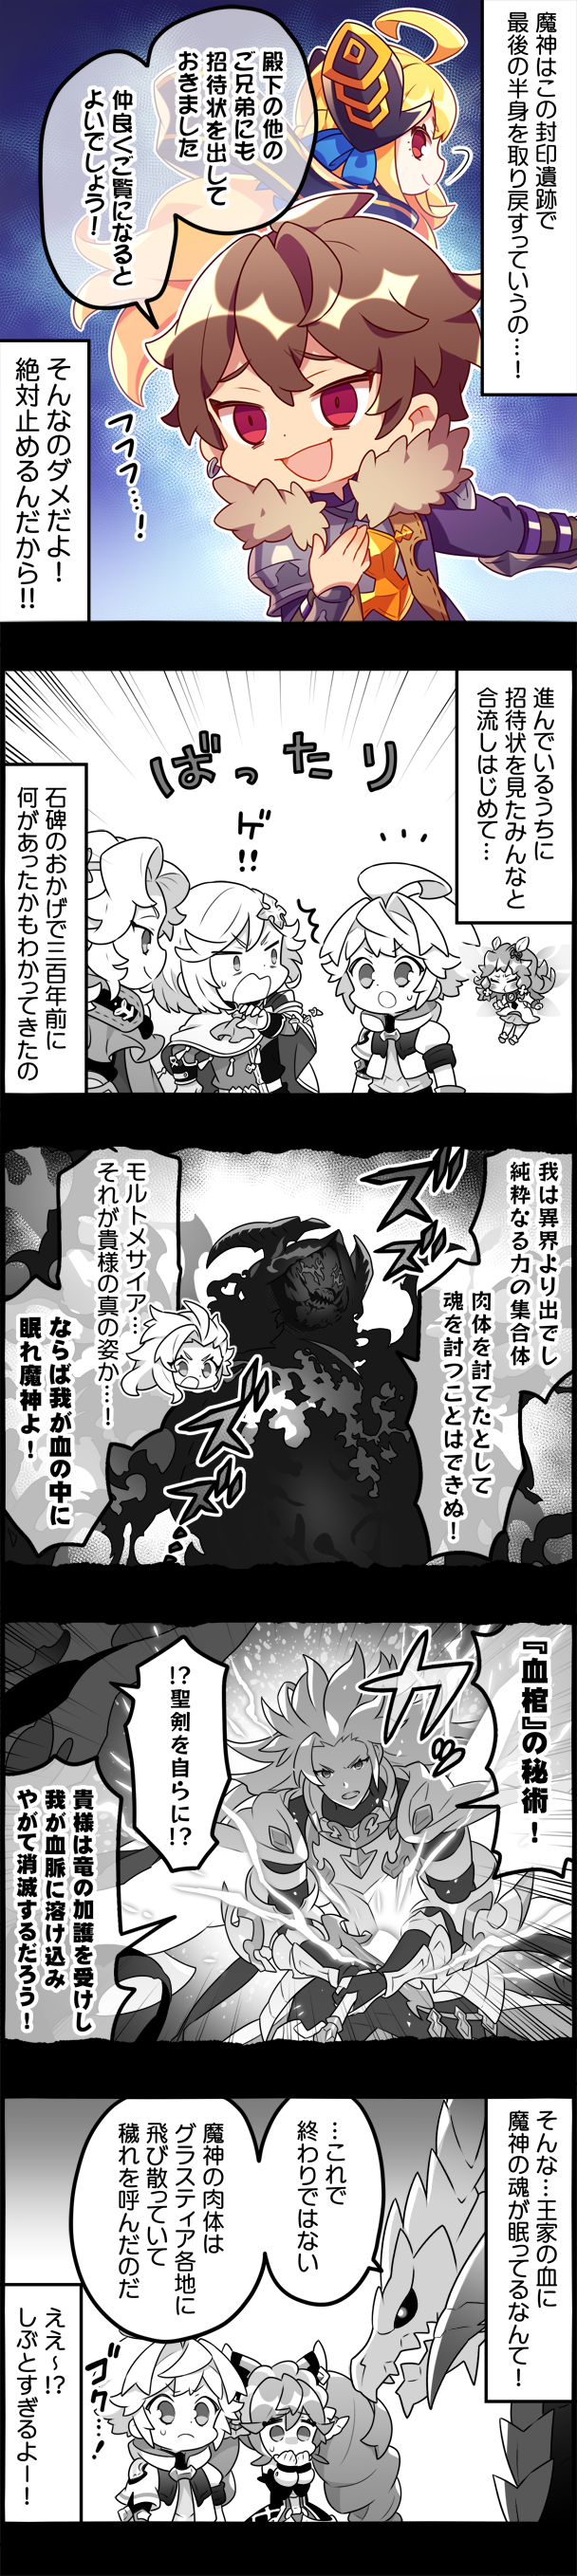 魔神はこの封印遺跡で
最後の半身を取り戻すっていうの…！
殿下の他の
ご兄弟にも
招待状を出して
おきました
仲良くご覧になると
よいでしょう！
フフフ…！
そんなのダメだよ！
絶対止めるんだから!!
進んでいるうちに
招待状を見たみんなと
合流しはじめて…
ばったり
ゲ!!
石碑のおかげで三百年前に
何があったかもわかってきたの
我は異界より出でし
純粋なる力の集合体
肉体を討てたとして
魂を討つことはできぬ！
ズズズ
モルトメサイア…
それが貴様の真の姿か…！
ならば我が血の中に
眠れ魔神よ！
ズズズ…
『血棺』の秘術！
カッ
!?聖剣を自らに!?
貴様は竜の加護を受けし
我が血脈に溶け込み
やがて消滅するだろう！
そんな…王家の血に
魔神の魂が眠ってるなんて！
…これで
終わりではない
魔神の肉体は
グラスティア各地に
飛び散っていて
穢れを呼んだのだ
ゴク…！
ええ～!?
しぶとすぎるよー！